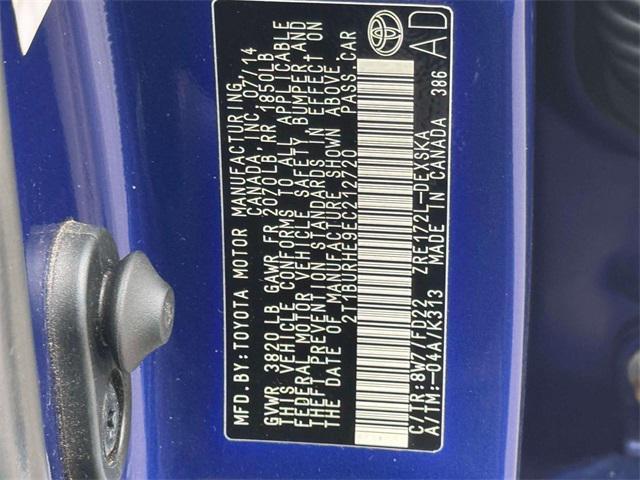 MFD. BY: TOYOTA MOTOR MANUFACTURING
CANADA, INC. 07/14
GVWR 3820 LB GAWR FR 2070LB, RR 1850LB
THIS VEHICLE CONFORMS TO ALL APPLICABLE
FEDERAL MOTOR VEHICLE SAFETY, BUMPER, AND
THEFT PREVENTION STANDARDS IN EFFECT ON
THE DATE OF MANUFACTURE SHOWN ABOVE.
2T1BURHE9EC212720 PASS. CAR
C/TR:8W7/FD22 ZRE172L-DEXSKA
A/TM:-04A/K313 MADE IN CANADA 386
AD